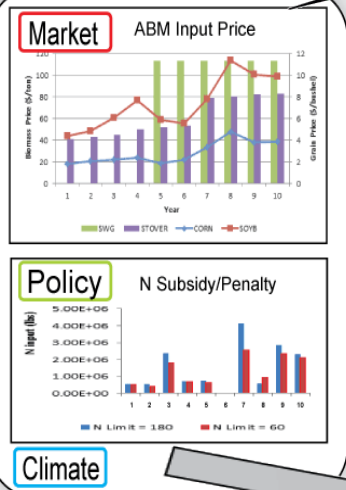 Market
ABM Input Price
120
100
80
60
40
20
0
12
10
8
6
4
2
0
Biomass Price ($/ton)
Grain Price ($/bushel)
1 2 3 4 5 6 7 8 9 10
Year
SWG STOVER CORN SOYB
Policy
N Subsidy/Penalty
5.00E+06
4.00E+06
3.00E+06
2.00E+06
1.00E+06
0.00E+00
N input (lbs)
1 2 3 4 5 6 7 8 9 10
N Limit = 180 N Limit = 60
Climate